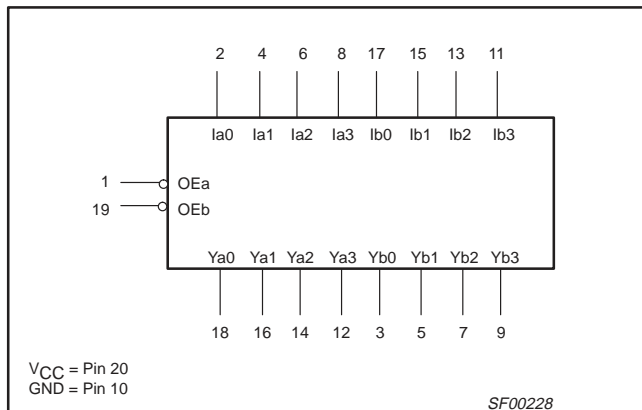 2 4 6 8 17 15 13 11
Ia0 Ia1 Ia2 Ia3 Ib0 Ib1 Ib2 Ib3
1 OEa
19 OEb
Ya0 Ya1 Ya2 Ya3 Yb0 Yb1 Yb2 Yb3
18 16 14 12 3 5 7 9
VCC = Pin 20
GND = Pin 10
SF00228